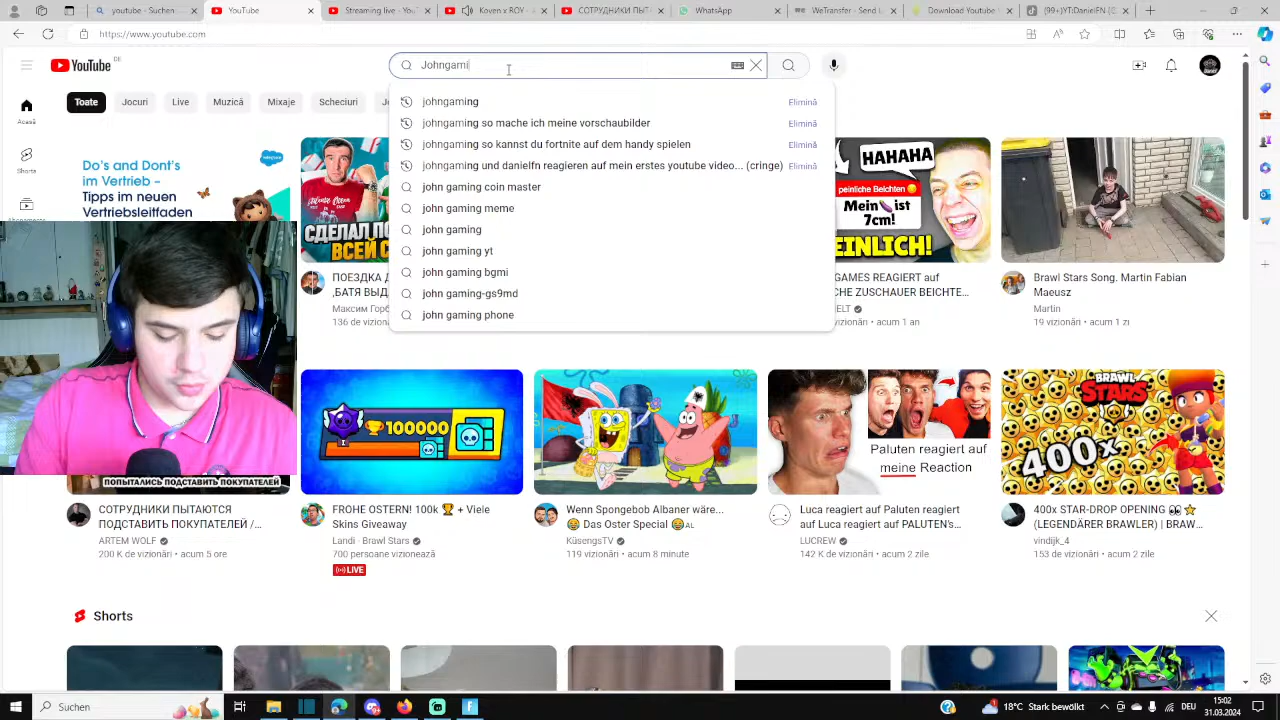 youtube - Suchen
YouTube
Streaming live - You
Koven x ROY -
СОТРУДНИКИ ПЫТ
WhatsApp
WeTransfer - Send L
Download Youtube
(99+)YTiDanielFN (
https://www.youtube.com
YouTube DE
Johngami
Toate
Jocuri
Live
Muzică
Mixaje
Scheciuri
johngaming
Elimină
johngaming so mache ich meine vorschaubilder
Elimină
johngaming so kannst du fortnite auf dem handy spielen
Elimină
johngaming und danielfn reagieren auf mein erstes youtube video... (cringe)
Elimină
john gaming coin master
john gaming meme
john gaming
john gaming yt
john gaming bgmi
john gaming-gs9md
john gaming phone
Acasă
Shorts
Do's and Dont's
im Vertrieb –
Tipps im neuen
Vertriebsleitfaden
СДЕЛАЛ
ВСЕЙ
HAHAHA
peinliche Beichten
Mein ist
7cm!
EINLICH!
ПОЕЗДКА
,БАТЯ ВЫД
Максим Горб
136 de viziona
GAMES REAGIERT auf
CHE ZUSCHAUER BEICHTE...
ELT
vizionări • acum 1 an
Brawl Stars Song. Martin Fabian
Maeusz
Martin
19 vizionări • acum 1 zi
ПОПЫТАЛИСЬ ПОДСТАВИТЬ ПОКУПАТЕЛЕЙ
100000
Paluten reagiert auf
meine Reaction
BRAWL
STARS
400x
СОТРУДНИКИ ПЫТАЮТСЯ
ПОДСТАВИТЬ ПОКУПАТЕЛЕЙ /...
ARTEM WOLF
200 K de vizionări • acum 5 ore
FROHE OSTERN! 100k 🏆 + Viele
Skins Giveaway
Landi - Brawl Stars
700 persoane vizionează
LIVE
Wenn Spongebob Albaner wäre...
😂 Das Oster Special 😂 AL
KüsengsTV
119 vizionări • acum 8 minute
Luca reagiert auf Paluten reagiert
auf Luca reagiert auf PALUTEN's...
LUCREW
142 K de vizionări • acum 2 zile
400x STAR-DROP OPENING 👀 ⭐
(LEGENDÄRER BRAWLER) | BRAW...
vindijk_4
153 de vizionări • acum 2 zile
Shorts
Suchen
18°C Stark bewölkt
DEU
15:02
31.03.2024